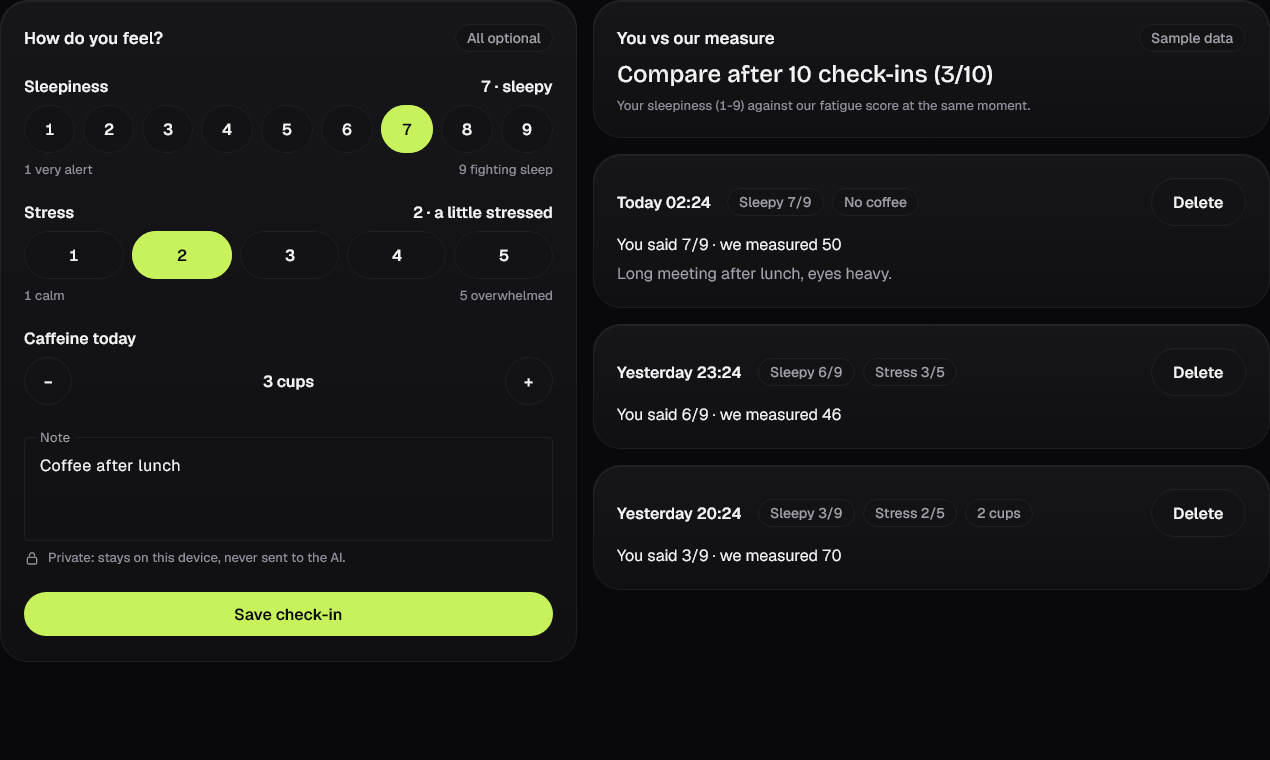 How do you feel?
All optional
Sleepiness
7 · sleepy
1 2 3 4 5 6 7 8 9
1 very alert
9 fighting sleep
Stress
2 · a little stressed
1 2 3 4 5
1 calm
5 overwhelmed
Caffeine today
– 3 cups +
Note
Coffee after lunch
Private: stays on this device, never sent to the AI.
Save check-in
You vs our measure
Sample data
Compare after 10 check-ins (3/10)
Your sleepiness (1-9) against our fatigue score at the same moment.
Today 02:24 Sleepy 7/9 No coffee Delete
You said 7/9 · we measured 50
Long meeting after lunch, eyes heavy.
Yesterday 23:24 Sleepy 6/9 Stress 3/5 Delete
You said 6/9 · we measured 46
Yesterday 20:24 Sleepy 3/9 Stress 2/5 2 cups Delete
You said 3/9 · we measured 70